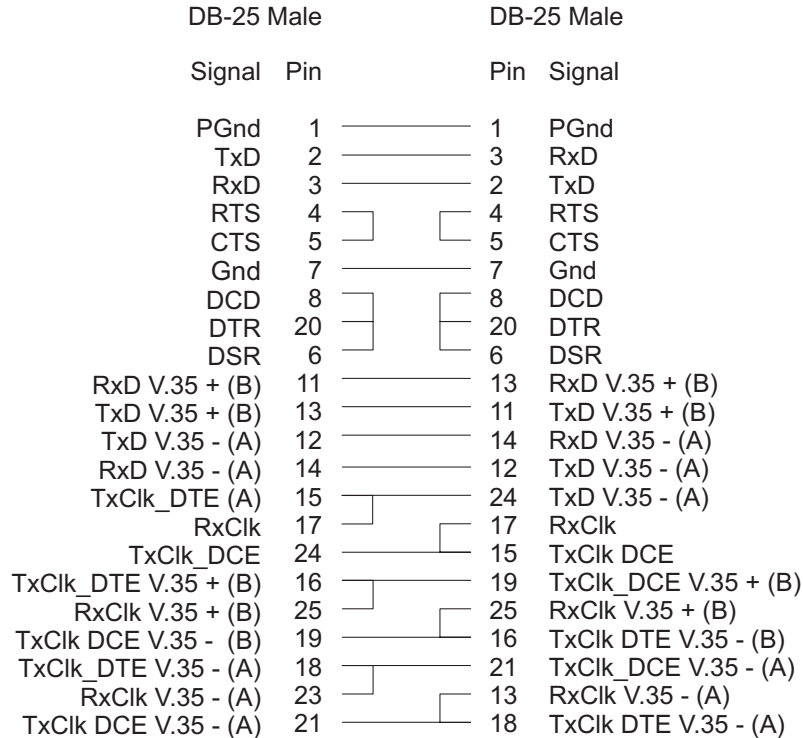 DB-25 Male DB-25 Male
Signal Pin Pin Signal
PGnd 1 1 PGnd
TxD 2 3 RxD
RxD 3 2 TxD
RTS 4 4 RTS
CTS 5 5 CTS
Gnd 7 7 Gnd
DCD 8 8 DCD
DTR 20 20 DTR
DSR 6 6 DSR
RxD V.35 + (B) 11 13 RxD V.35 + (B)
TxD V.35 + (B) 13 11 TxD V.35 + (B)
TxD V.35 - (A) 12 14 RxD V.35 - (A)
RxD V.35 - (A) 14 12 TxD V.35 - (A)
TxClk_DTE (A) 15 24 TxD V.35 - (A)
RxClk 17 17 RxClk
TxClk_DCE 24 15 TxClk DCE
TxClk_DTE V.35 + (B) 16 19 TxClk_DCE V.35 + (B)
RxClk V.35 + (B) 25 25 RxClk V.35 + (B)
TxClk DCE V.35 - (B) 19 16 TxClk DTE V.35 - (B)
TxClk_DTE V.35 - (A) 18 21 TxClk_DCE V.35 - (A)
RxClk V.35 - (A) 23 13 RxClk V.35 - (A)
TxClk DCE V.35 - (A) 21 18 TxClk DTE V.35 - (A)